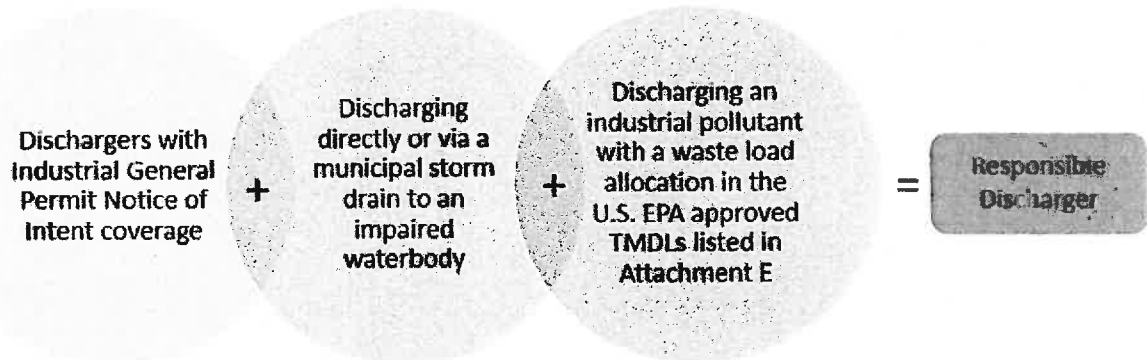 Dischargers with
Industrial General
Permit Notice of
Intent coverage
+
Discharging
directly or via a
municipal storm
drain to an
impaired
waterbody
+
Discharging an
industrial pollutant
with a waste load
allocation in the
U.S. EPA approved
TMDLs listed in
Attachment E
=
Responsible
Discharger